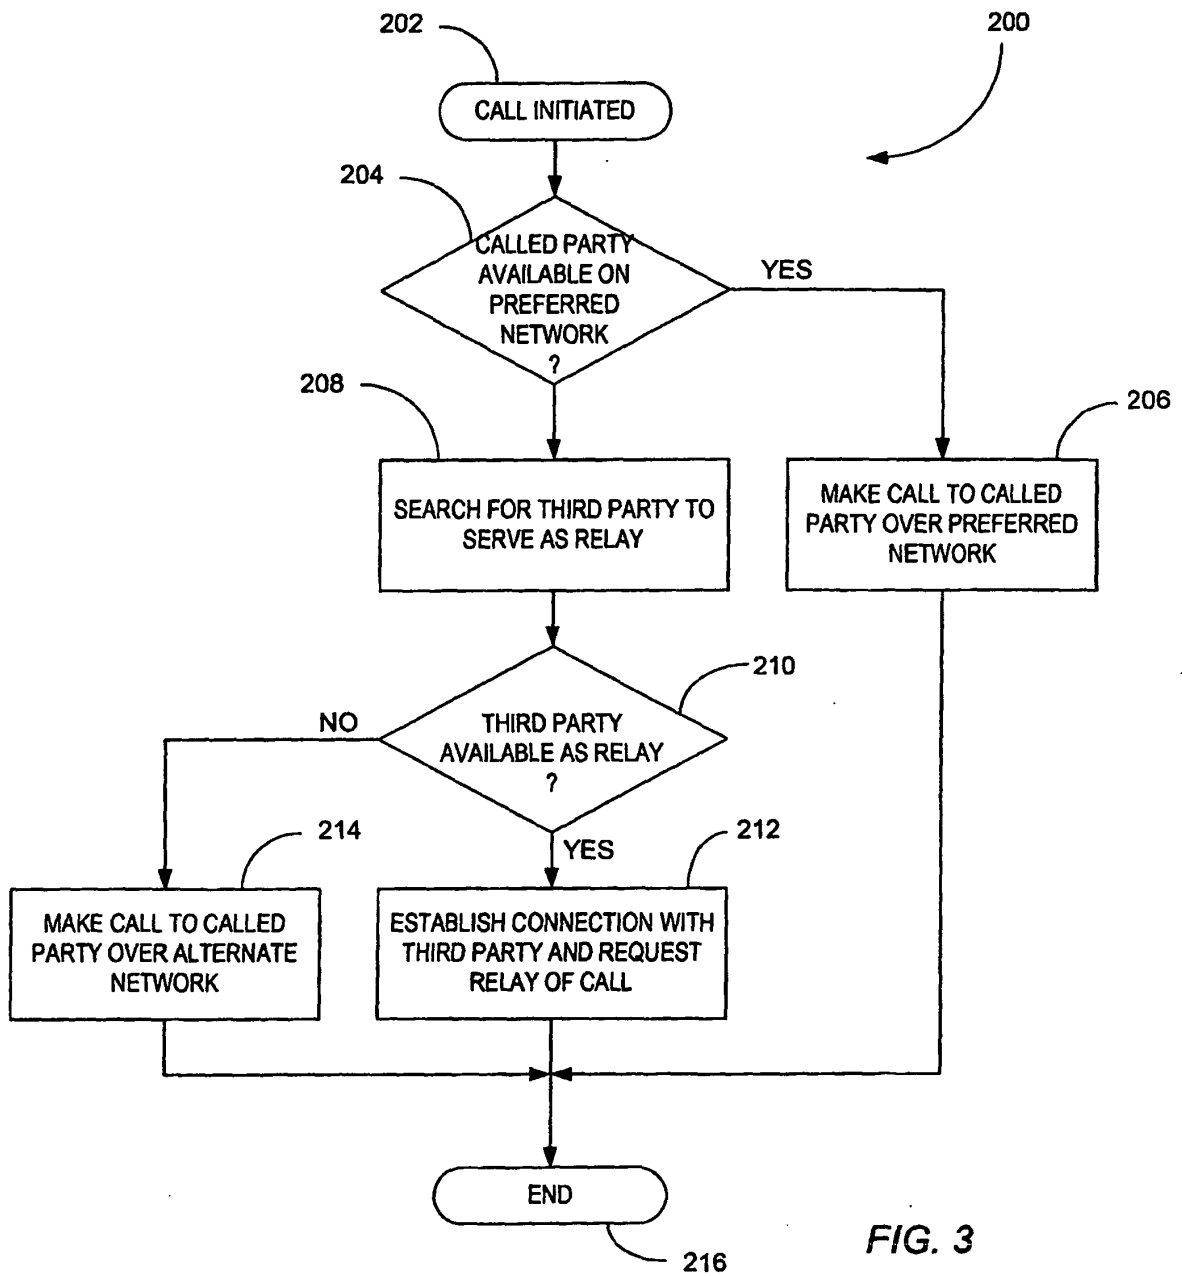 202
200
CALL INITIATED
204
CALLED PARTY
AVAILABLE ON
PREFERRED
NETWORK
?
YES
208
206
SEARCH FOR THIRD PARTY TO
SERVE AS RELAY
MAKE CALL TO CALLED
PARTY OVER PREFERRED
NETWORK
210
NO
THIRD PARTY
AVAILABLE AS RELAY
?
214
YES
212
MAKE CALL TO CALLED
PARTY OVER ALTERNATE
NETWORK
ESTABLISH CONNECTION WITH
THIRD PARTY AND REQUEST
RELAY OF CALL
END
216
FIG. 3